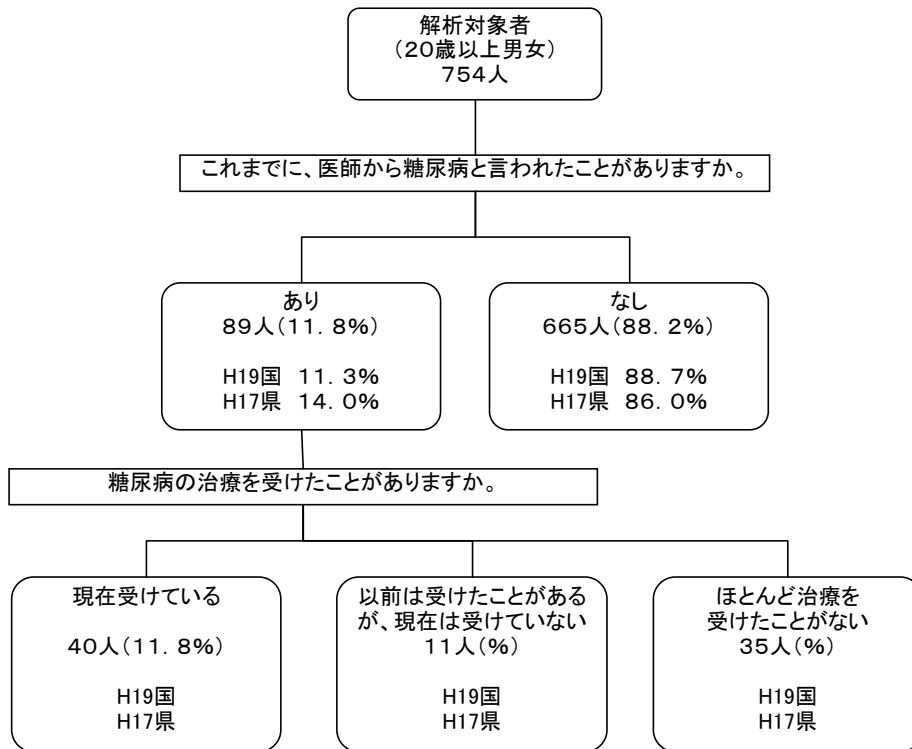 解析対象者
(20歳以上男女)
754人
これまでに、医師から糖尿病と言われたことがありますか。
あり
89人(11．8%)
H19国 11．3%
H17県 14．0%
なし
665人(88．2%)
H19国 88．7%
H17県 86．0%
糖尿病の治療を受けたことがありますか。
現在受けている
40人(11．8%)
H19国
H17県
以前は受けたことがある
が、現在は受けていない
11人(%)
H19国
H17県
ほとんど治療を
受けたことがない
35人(%)
H19国
H17県